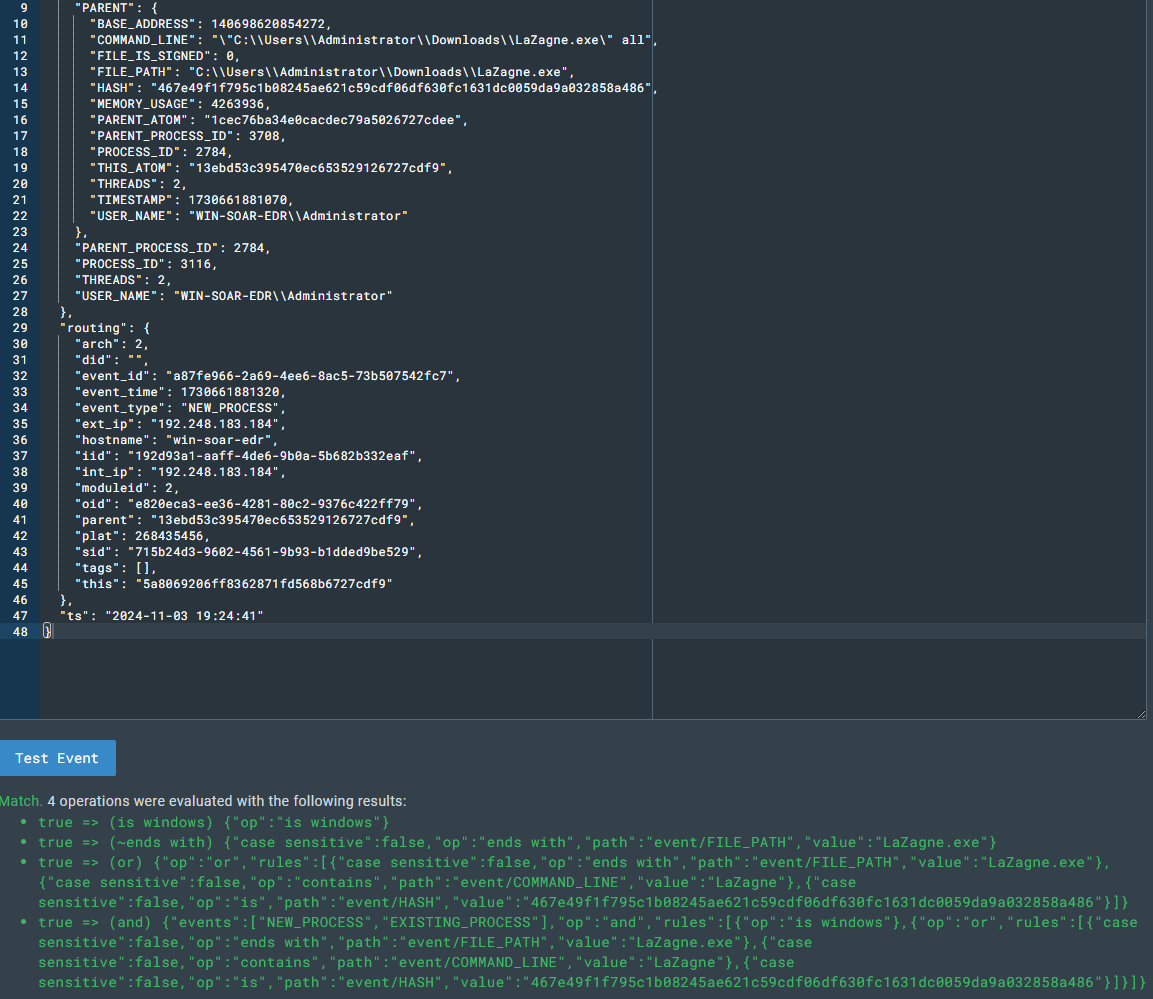 9 "PARENT": {
10 "BASE_ADDRESS": 140698620854272,
11 "COMMAND_LINE": "\"C:\\Users\\Administrator\\Downloads\\LaZagne.exe\" all",
12 "FILE_IS_SIGNED": 0,
13 "FILE_PATH": "C:\\Users\\Administrator\\Downloads\\LaZagne.exe",
14 "HASH": "467e49f1f795c1b08245ae621c59cdf06df630fc1631dc0059da9a032858a486",
15 "MEMORY_USAGE": 4263936,
16 "PARENT_ATOM": "1cec76ba34e0cacdec79a5026727cdee",
17 "PARENT_PROCESS_ID": 3708,
18 "PROCESS_ID": 2784,
19 "THIS_ATOM": "13ebd53c395470ec653529126727cdf9",
20 "THREADS": 2,
21 "TIMESTAMP": 1730661881070,
22 "USER_NAME": "WIN-SOAR-EDR\\Administrator"
23 },
24 "PARENT_PROCESS_ID": 2784,
25 "PROCESS_ID": 3116,
26 "THREADS": 2,
27 "USER_NAME": "WIN-SOAR-EDR\\Administrator"
28 },
29 "routing": {
30 "arch": 2,
31 "did": "",
32 "event_id": "a87fe966-2a69-4ee6-8ac5-73b507542fc7",
33 "event_time": 1730661881320,
34 "event_type": "NEW_PROCESS",
35 "ext_ip": "192.248.183.184",
36 "hostname": "win-soar-edr",
37 "iid": "192d93a1-aaff-4de6-9b0a-5b682b332eaf",
38 "int_ip": "192.248.183.184",
39 "moduleid": 2,
40 "oid": "e820eca3-ee36-4281-80c2-9376c422ff79",
41 "parent": "13ebd53c395470ec653529126727cdf9",
42 "plat": 268435456,
43 "sid": "715b24d3-9602-4561-9b93-b1dded9be529",
44 "tags": [],
45 "this": "5a8069206ff8362871fd568b6727cdf9"
46 },
47 "ts": "2024-11-03 19:24:41"
48 }
Test Event
Match. 4 operations were evaluated with the following results:
• true => (is windows) {"op":"is windows"}
• true => (~ends with) {"case sensitive":false,"op":"ends with","path":"event/FILE_PATH","value":"LaZagne.exe"}
• true => (or) {"op":"or","rules":[{"case sensitive":false,"op":"ends with","path":"event/FILE_PATH","value":"LaZagne.exe"},
{"case sensitive":false,"op":"contains","path":"event/COMMAND_LINE","value":"LaZagne"},{"case
sensitive":false,"op":"is","path":"event/HASH","value":"467e49f1f795c1b08245ae621c59cdf06df630fc1631dc0059da9a032858a486"}]}
• true => (and) {"events":["NEW_PROCESS","EXISTING_PROCESS"],"op":"and","rules":[{"op":"is windows"},{"op":"or","rules":[{"case
sensitive":false,"op":"ends with","path":"event/FILE_PATH","value":"LaZagne.exe"},{"case
sensitive":false,"op":"contains","path":"event/COMMAND_LINE","value":"LaZagne"},{"case
sensitive":false,"op":"is","path":"event/HASH","value":"467e49f1f795c1b08245ae621c59cdf06df630fc1631dc0059da9a032858a486"}]}]}